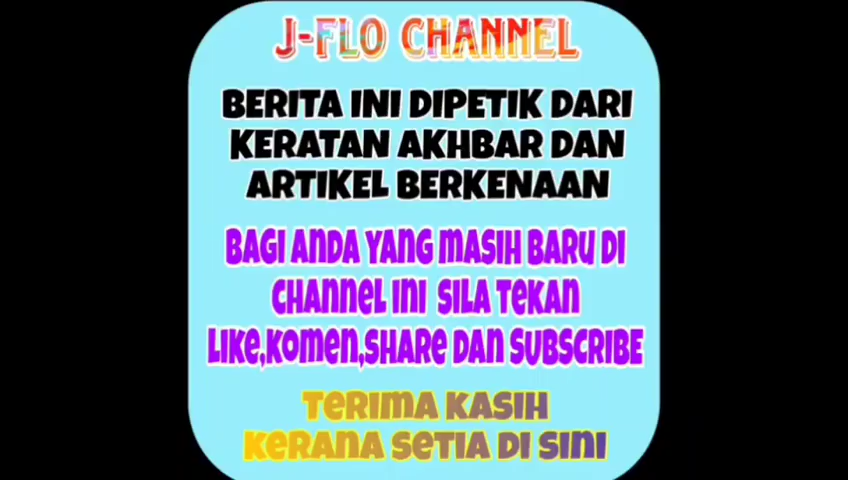 J-FLO CHANNEL
BERITA INI DIPETIK DARI
KERATAN AKHBAR DAN
ARTIKEL BERKENAAN
BAGI ANDA YANG MASIH BARU DI
CHANNEL INI SILA TEKAN
LIKE,KOMEN,SHARE DAN SUBSCRIBE
TERIMA KASIH
KERANA SETIA DI SINI